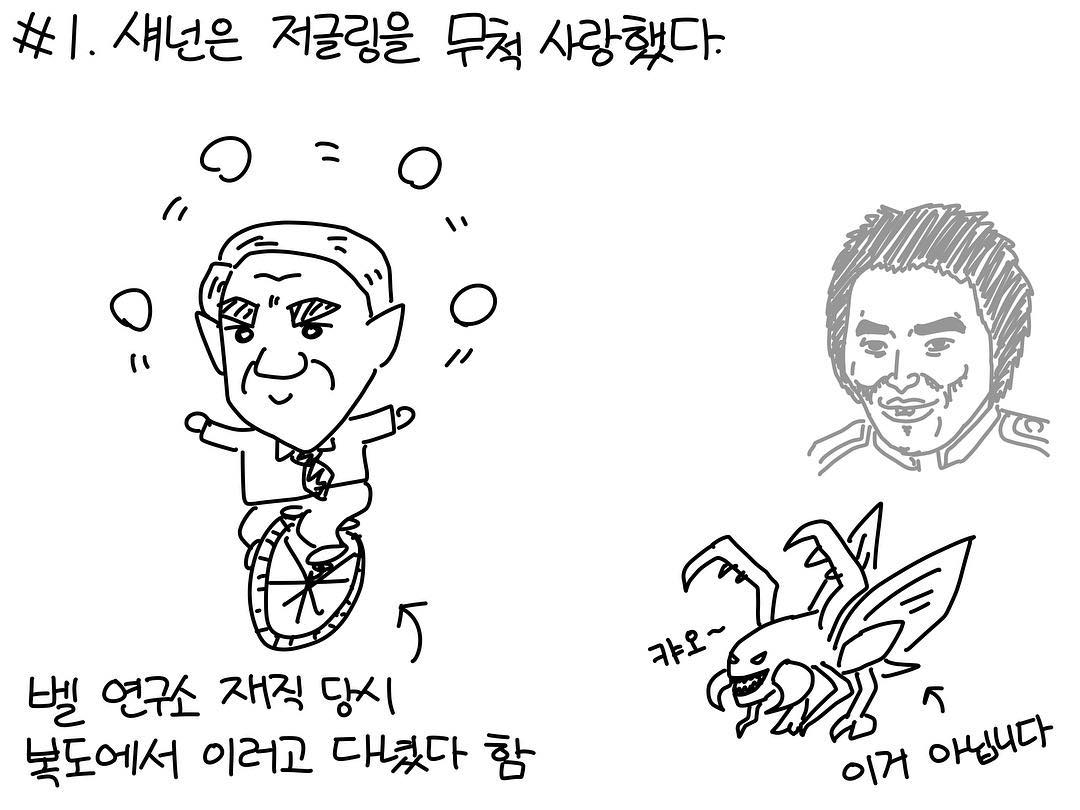 #1. 섀넌은 저글링을 무척 사랑했다.
캬오~
벨 연구소 재직 당시
복도에서 이러고 다녔다 함
이거 아닙니다